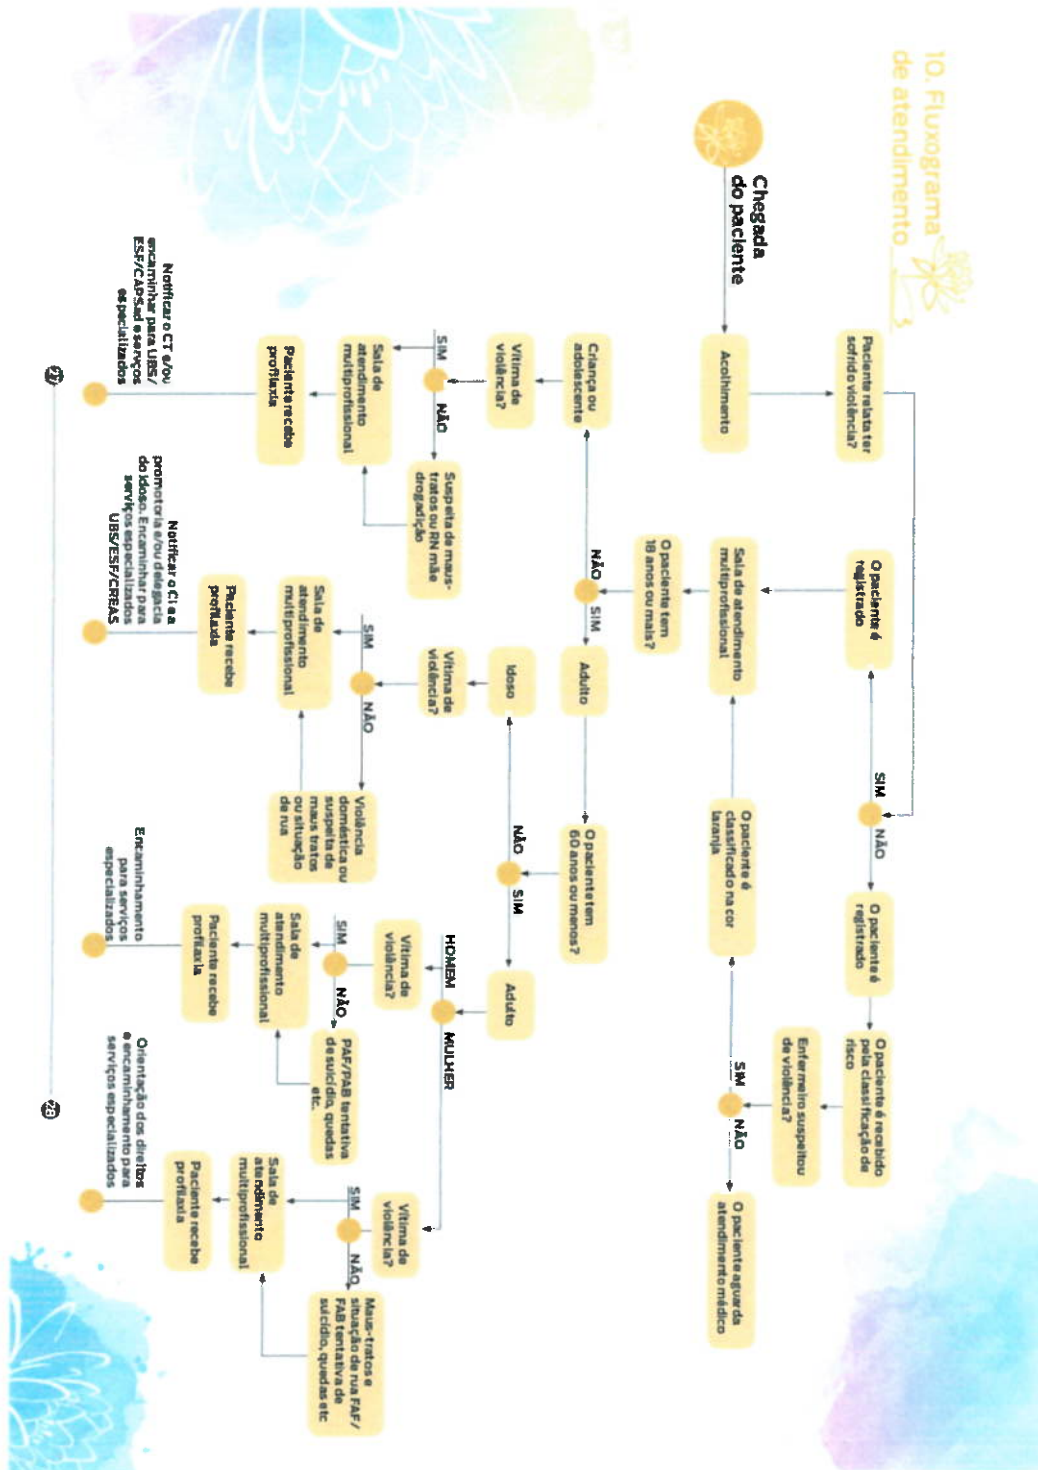 10. Fluxograma
de atendimento
Chegada
do paciente
Acolhimento
Paciente relata ter
sofrido violência?
SIM
NÃO
O paciente é
registrado
O paciente é
registrado
O paciente é recebido
pela classificação de
risco
Enfermeiro suspeitou
de violência?
SIM
NÃO
O paciente aguarda
atendimento médico
O paciente é
classificado na cor
laranja
Sala de atendimento
multiprofissional
O paciente tem
18 anos ou mais?
NÃO
SIM
Criança ou
adolescente
Vítima de
violência?
SIM
NÃO
Suspeita de maus-
tratos ou RN mãe
drogadição
Sala de
atendimento
multiprofissional
Paciente recebe
profilaxia
Notificar o CT e/ou
encaminhar para UBS/
ESF/CAPSad e serviços
especializados
Adulto
O paciente tem
60 anos ou menos?
NÃO
SIM
Idoso
Vítima de
violência?
SIM
NÃO
Violência
doméstica ou
suspeita de
maus tratos
ou situação
de rua
Sala de
atendimento
multiprofissional
Paciente recebe
profilaxia
Notificar o CI e a
promotoria e/ou delegacia
do idoso. Encaminhar para
serviços especializados
UBS/ESF/CREAS
Adulto
HOMEM
MULHER
Vítima de
violência?
SIM
NÃO
PAF/PAB tentativa
de suicídio, quedas
etc.
Sala de
atendimento
multiprofissional
Paciente recebe
profilaxia
Encaminhamento
para serviços
especializados
Vítima de
violência?
SIM
NÃO
Maus-tratos e
situação de rua FAF/
FAB tentativa de
suicídio, quedas etc
Sala de
atendimento
multiprofissional
Paciente recebe
profilaxia
Orientação dos direitos
e encaminhamento para
serviços especializados
27
28